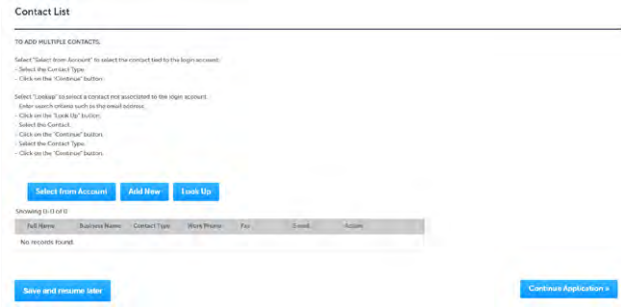 Contact List
TO ADD MULTIPLE CONTACTS,
Select "Select from Account" to select the contact tied to the login account:
- Select the Contact Type.
- Click on the "Continue" button.
Select "Lookup" to select a contact not associated to the login account.
- Enter search criteria such as the email address.
- Click on the "Look Up" button.
- Select the Contact.
- Click on the "Continue" button.
- Select the Contact Type.
- Click on the "Continue" button.
Select from Account Add New Look Up
Showing 0-0 of 0
Full Name Business Name Contact Type Work Phone Fax Email Action
No records found.
Save and resume later Continue Application »